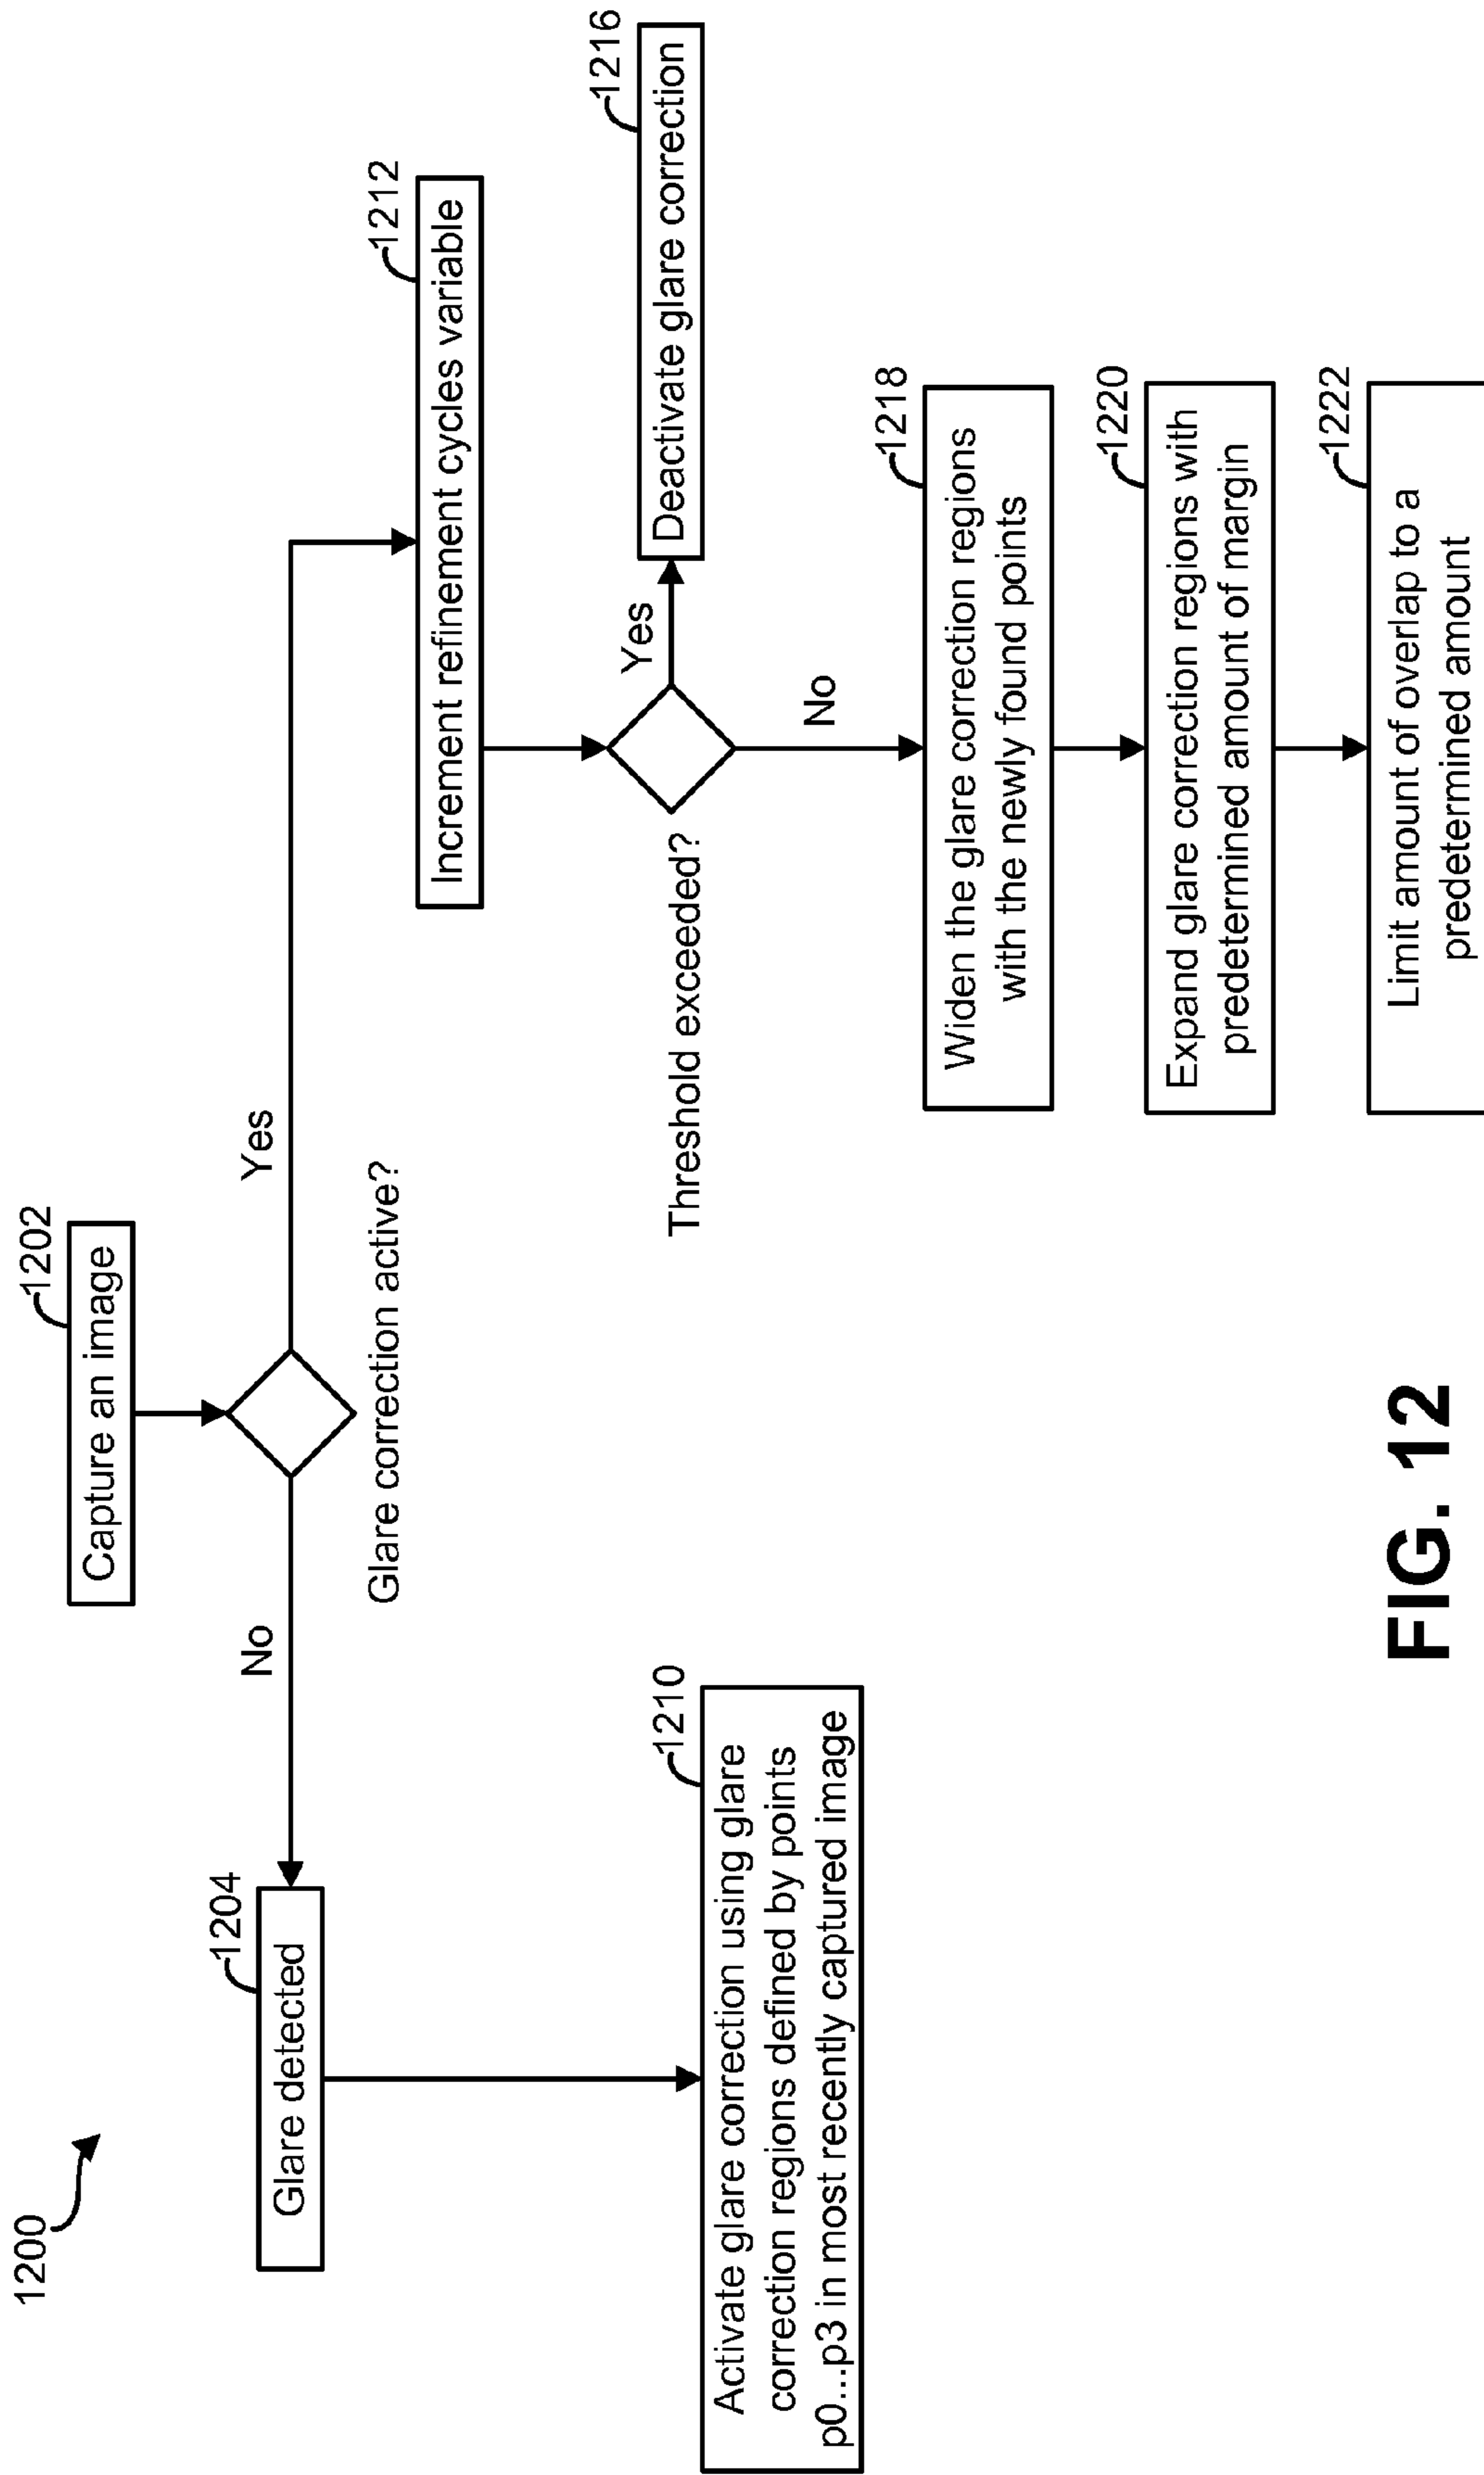 1200
1202
Capture an image
No
Yes
Glare correction active?
1204
Glare detected
1210
Activate glare correction using glare
correction regions defined by points
p0...p3 in most recently captured image
1212
Increment refinement cycles variable
Threshold exceeded?
Yes
1216
Deactivate glare correction
No
1218
Widen the glare correction regions
with the newly found points
1220
Expand glare correction regions with
predetermined amount of margin
1222
Limit amount of overlap to a
predetermined amount
FIG. 12